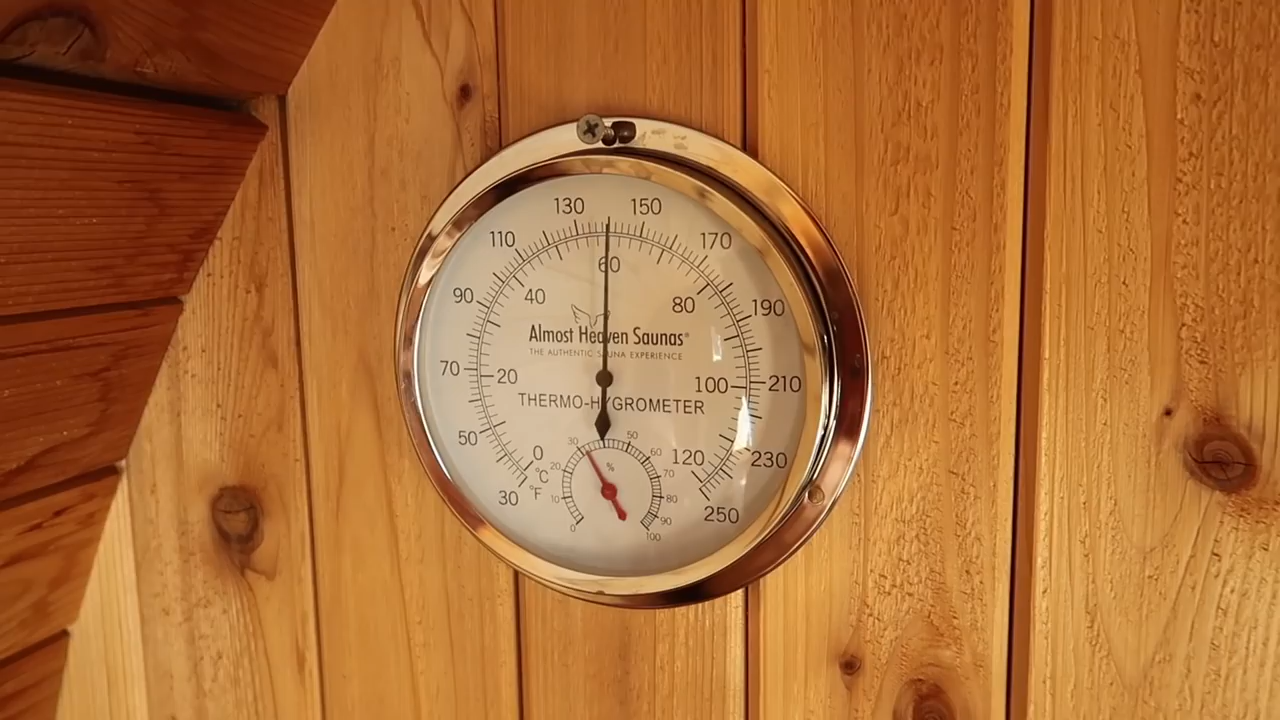 130 150
110 170
60
90 40 80 190
Almost Heaven Saunas®
THE AUTHENTIC SAUNA EXPERIENCE
70 20 100 210
THERMO-HYGROMETER
50 30 50 230
0 120
°C 20 % 60
°F 10 70
30 80 250
0 90
100